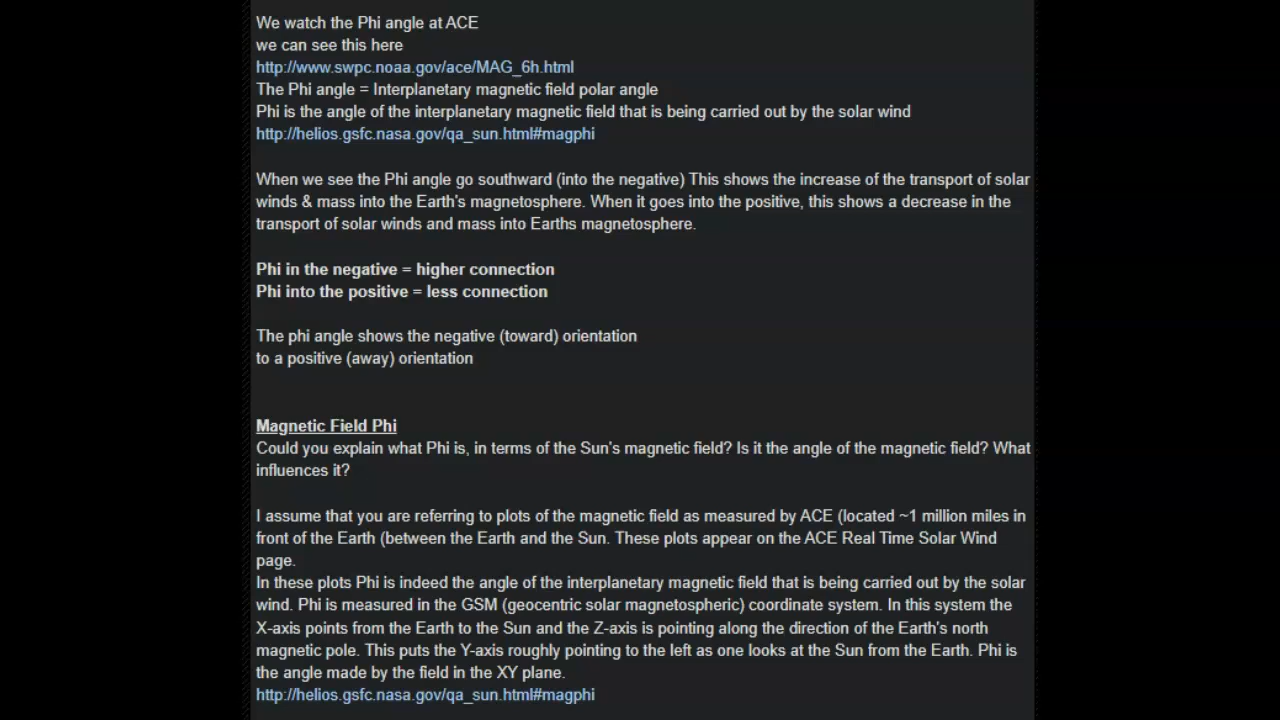 We watch the Phi angle at ACE
we can see this here
http://www.swpc.noaa.gov/ace/MAG_6h.html
The Phi angle = Interplanetary magnetic field polar angle
Phi is the angle of the interplanetary magnetic field that is being carried out by the solar wind
http://helios.gsfc.nasa.gov/qa_sun.html#magphi
When we see the Phi angle go southward (into the negative) This shows the increase of the transport of solar
winds & mass into the Earth's magnetosphere. When it goes into the positive, this shows a decrease in the
transport of solar winds and mass into Earths magnetosphere.
Phi in the negative = higher connection
Phi into the positive = less connection
The phi angle shows the negative (toward) orientation
to a positive (away) orientation
Magnetic Field Phi
Could you explain what Phi is, in terms of the Sun's magnetic field? Is it the angle of the magnetic field? What
influences it?
I assume that you are referring to plots of the magnetic field as measured by ACE (located ~1 million miles in
front of the Earth (between the Earth and the Sun. These plots appear on the ACE Real Time Solar Wind
page.
In these plots Phi is indeed the angle of the interplanetary magnetic field that is being carried out by the solar
wind. Phi is measured in the GSM (geocentric solar magnetospheric) coordinate system. In this system the
X-axis points from the Earth to the Sun and the Z-axis is pointing along the direction of the Earth's north
magnetic pole. This puts the Y-axis roughly pointing to the left as one looks at the Sun from the Earth. Phi is
the angle made by the field in the XY plane.
http://helios.gsfc.nasa.gov/qa_sun.html#magphi